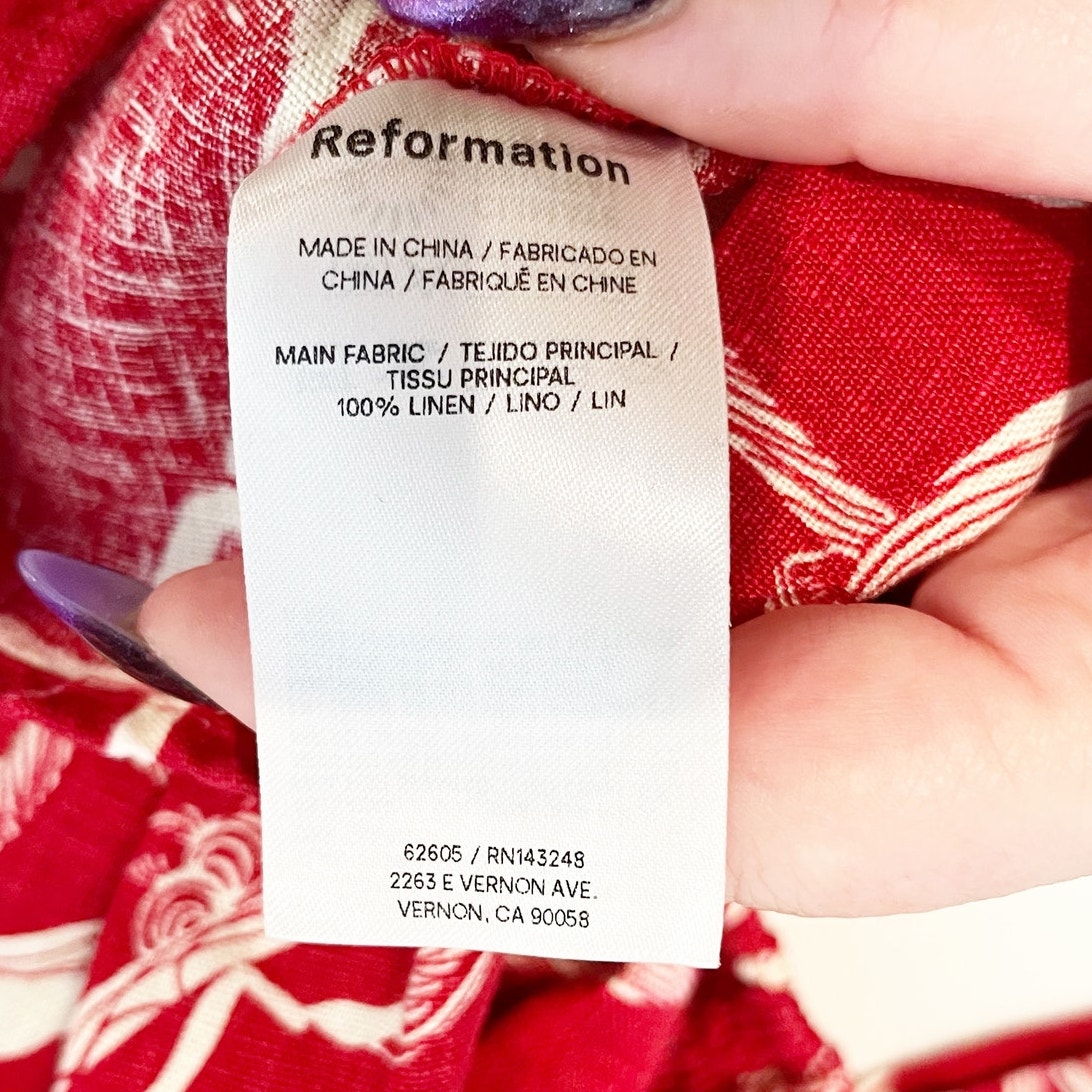 Reformation
MADE IN CHINA / FABRICADO EN
CHINA / FABRIQUÉ EN CHINE
MAIN FABRIC / TEJIDO PRINCIPAL /
TISSU PRINCIPAL
100% LINEN / LINO / LIN
62605 / RN143248
2263 E VERNON AVE.
VERNON, CA 90058